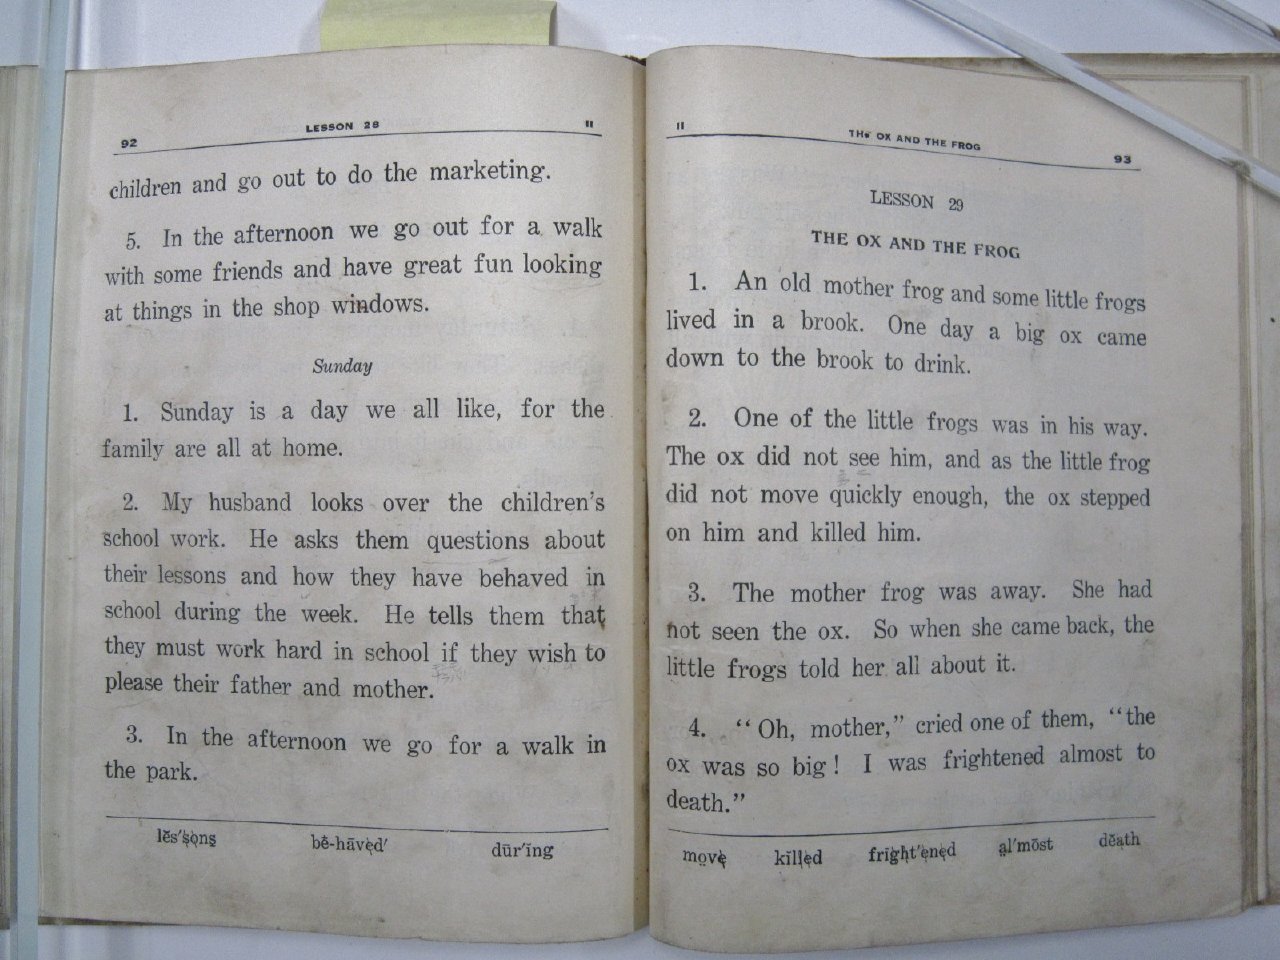 92 LESSON 28 II
children and go out to do the marketing.
5. In the afternoon we go out for a walk
with some friends and have great fun looking
at things in the shop windows.
Sunday
1. Sunday is a day we all like, for the
family are all at home.
2. My husband looks over the children's
school work. He asks them questions about
their lessons and how they have behaved in
school during the week. He tells them that
they must work hard in school if they wish to
please their father and mother.
3. In the afternoon we go for a walk in
the park.
lĕs'sons bē-hāved' dūr'ing
II THE OX AND THE FROG 93
LESSON 29
THE OX AND THE FROG
1. An old mother frog and some little frogs
lived in a brook. One day a big ox came
down to the brook to drink.
2. One of the little frogs was in his way.
The ox did not see him, and as the little frog
did not move quickly enough, the ox stepped
on him and killed him.
3. The mother frog was away. She had
not seen the ox. So when she came back, the
little frogs told her all about it.
4. "Oh, mother," cried one of them, "the
ox was so big! I was frightened almost to
death."
move killed fright'ened al'mōst dĕath